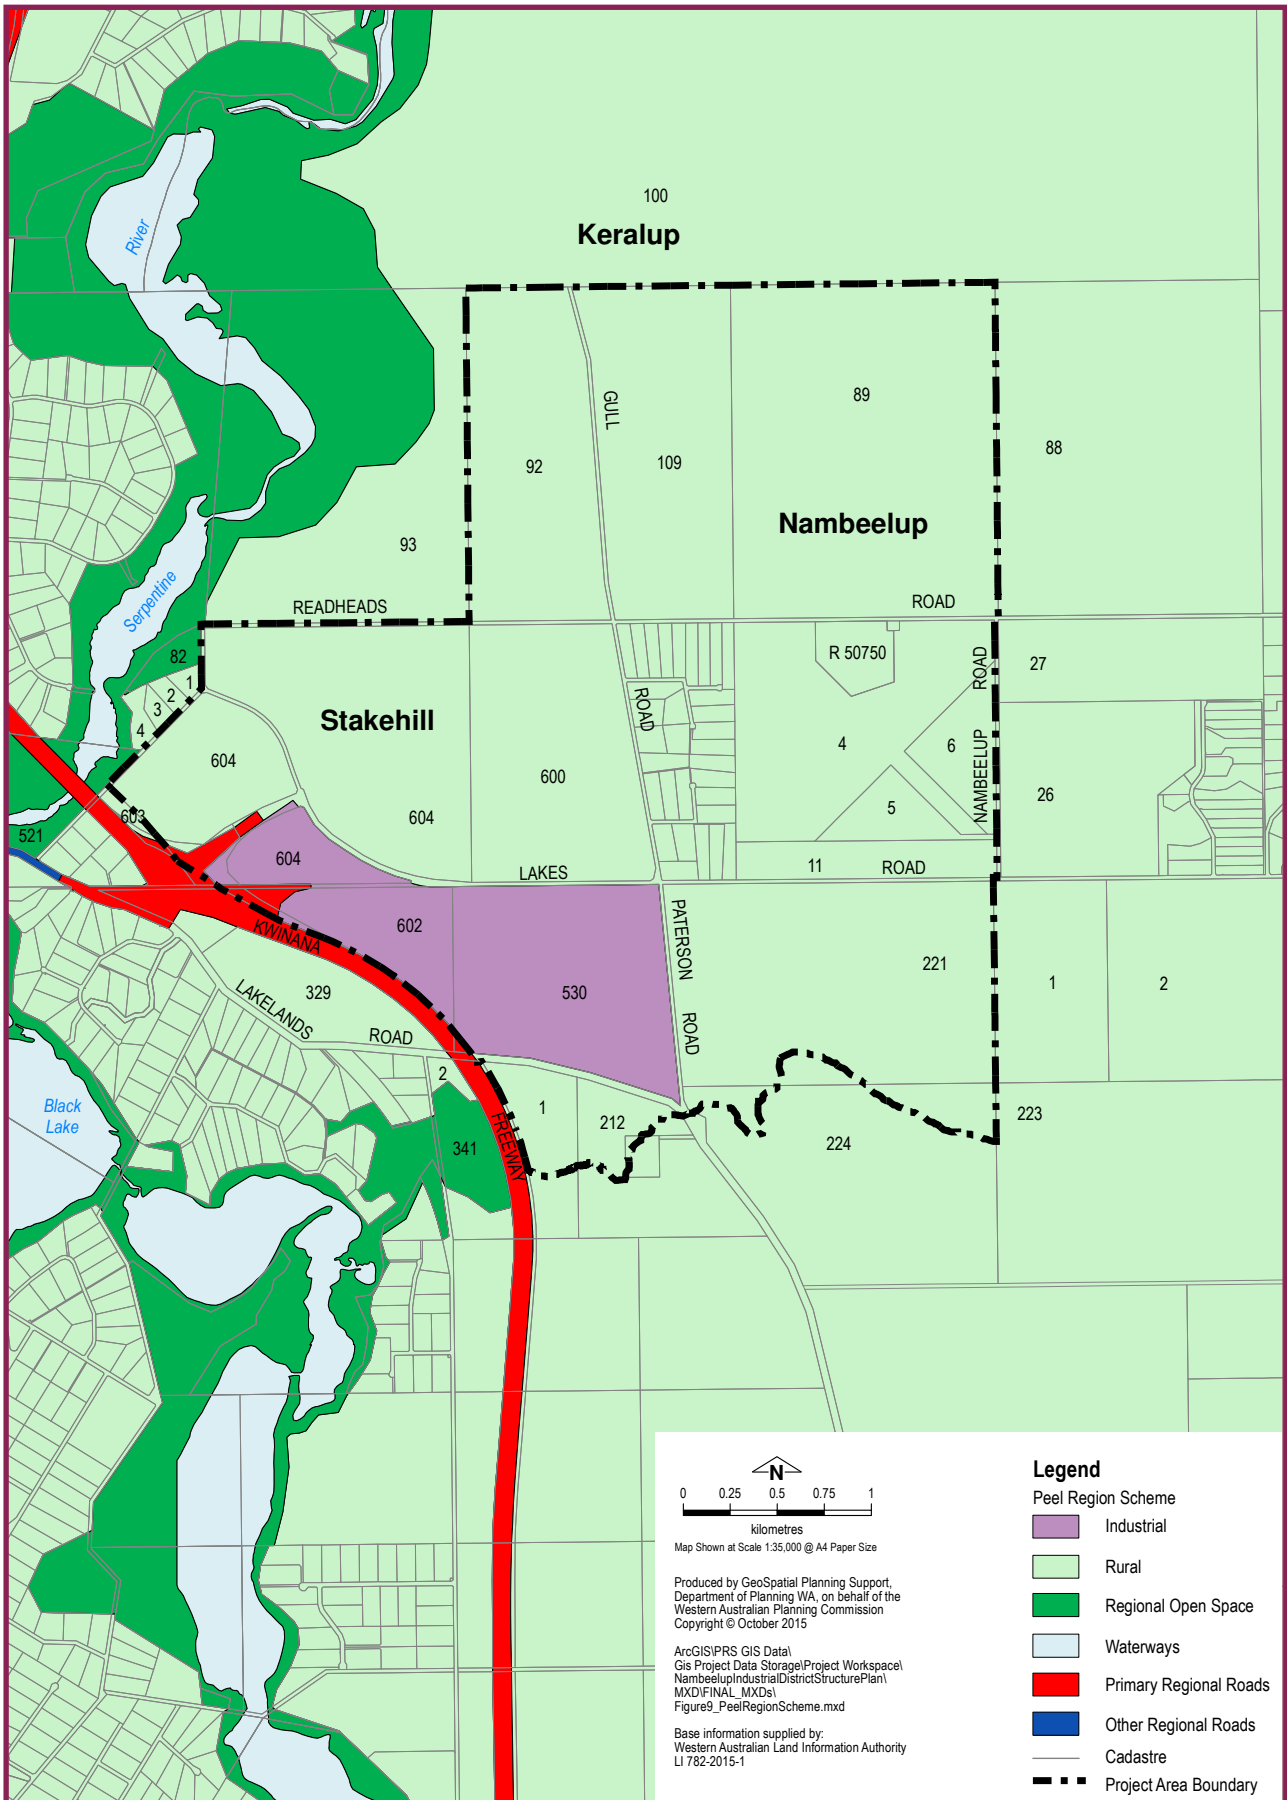 100
Keralup
River
GULL
89
88
92
109
Nambeelup
93
Serpentine
READHEADS
ROAD
82
R 50750
ROAD
27
1
2
3
4
ROAD
Stakehill
604
600
4
6
NAMBEELUP
26
603
604
5
521
604
LAKES
11
ROAD
602
PATERSON
KWINANA
221
1
2
329
530
LAKELANDS
ROAD
ROAD
2
Black
Lake
1
212
223
341
FREEWAY
224
N
0 0.25 0.5 0.75 1
kilometres
Map Shown at Scale 1:35,000 @ A4 Paper Size
Produced by GeoSpatial Planning Support,
Department of Planning WA, on behalf of the
Western Australian Planning Commission
Copyright © October 2015
ArcGIS\PRS GIS Data\
Gis Project Data Storage\Project Workspace\
NambeelupIndustrialDistrictStructurePlan\
MXD\FINAL_MXDs\
Figure9_PeelRegionScheme.mxd
Base information supplied by:
Western Australian Land Information Authority
LI 782-2015-1
Legend
Peel Region Scheme
Industrial
Rural
Regional Open Space
Waterways
Primary Regional Roads
Other Regional Roads
Cadastre
Project Area Boundary